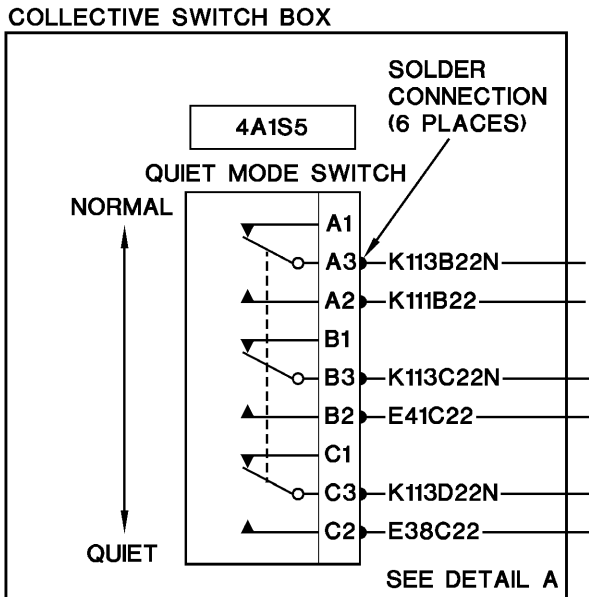 COLLECTIVE SWITCH BOX
SOLDER
CONNECTION
(6 PLACES)
4A1S5
QUIET MODE SWITCH
NORMAL
A1
A3 K113B22N
A2 K111B22
B1
B3 K113C22N
B2 E41C22
C1
C3 K113D22N
C2 E38C22
QUIET
SEE DETAIL A